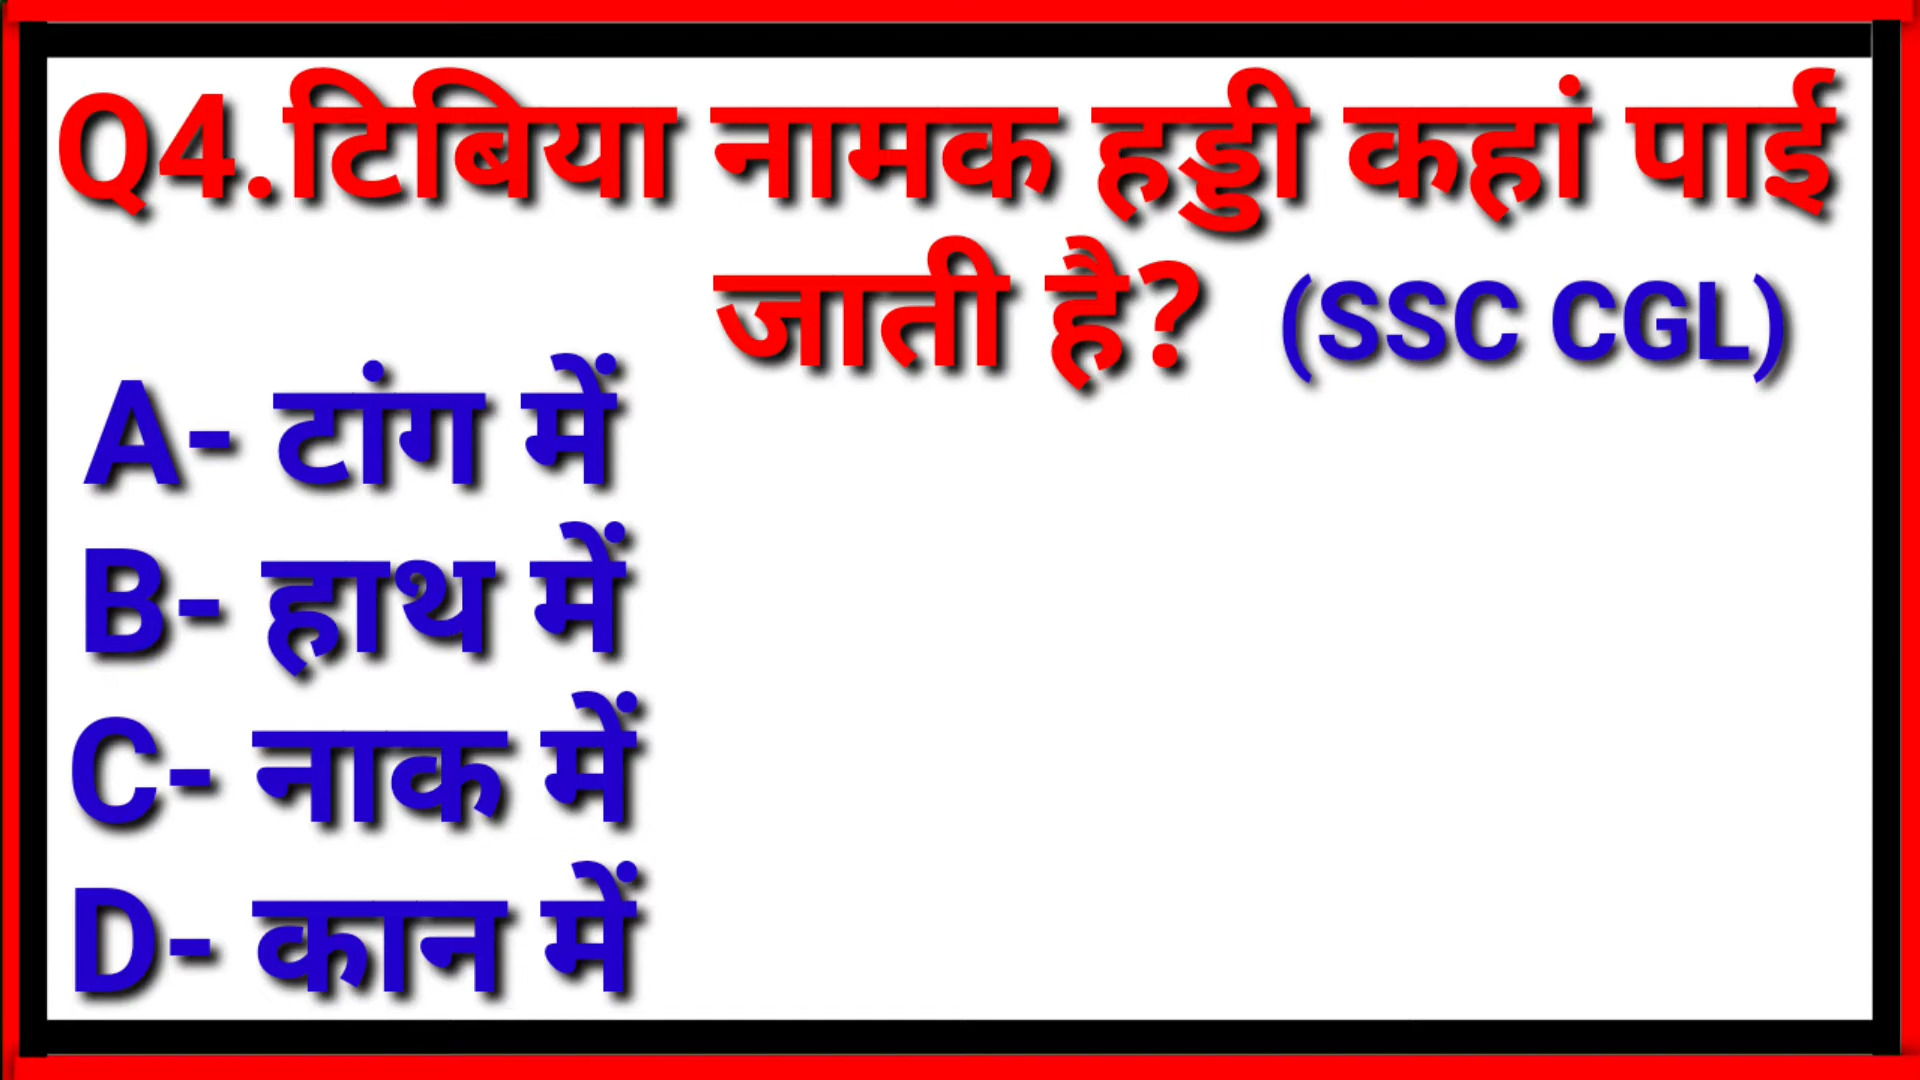 Q4.टिबिया नामक हड्डी कहां पाई
जाती है? (SSC CGL)
A- टांग में
B- हाथ में
C- नाक में
D- कान में